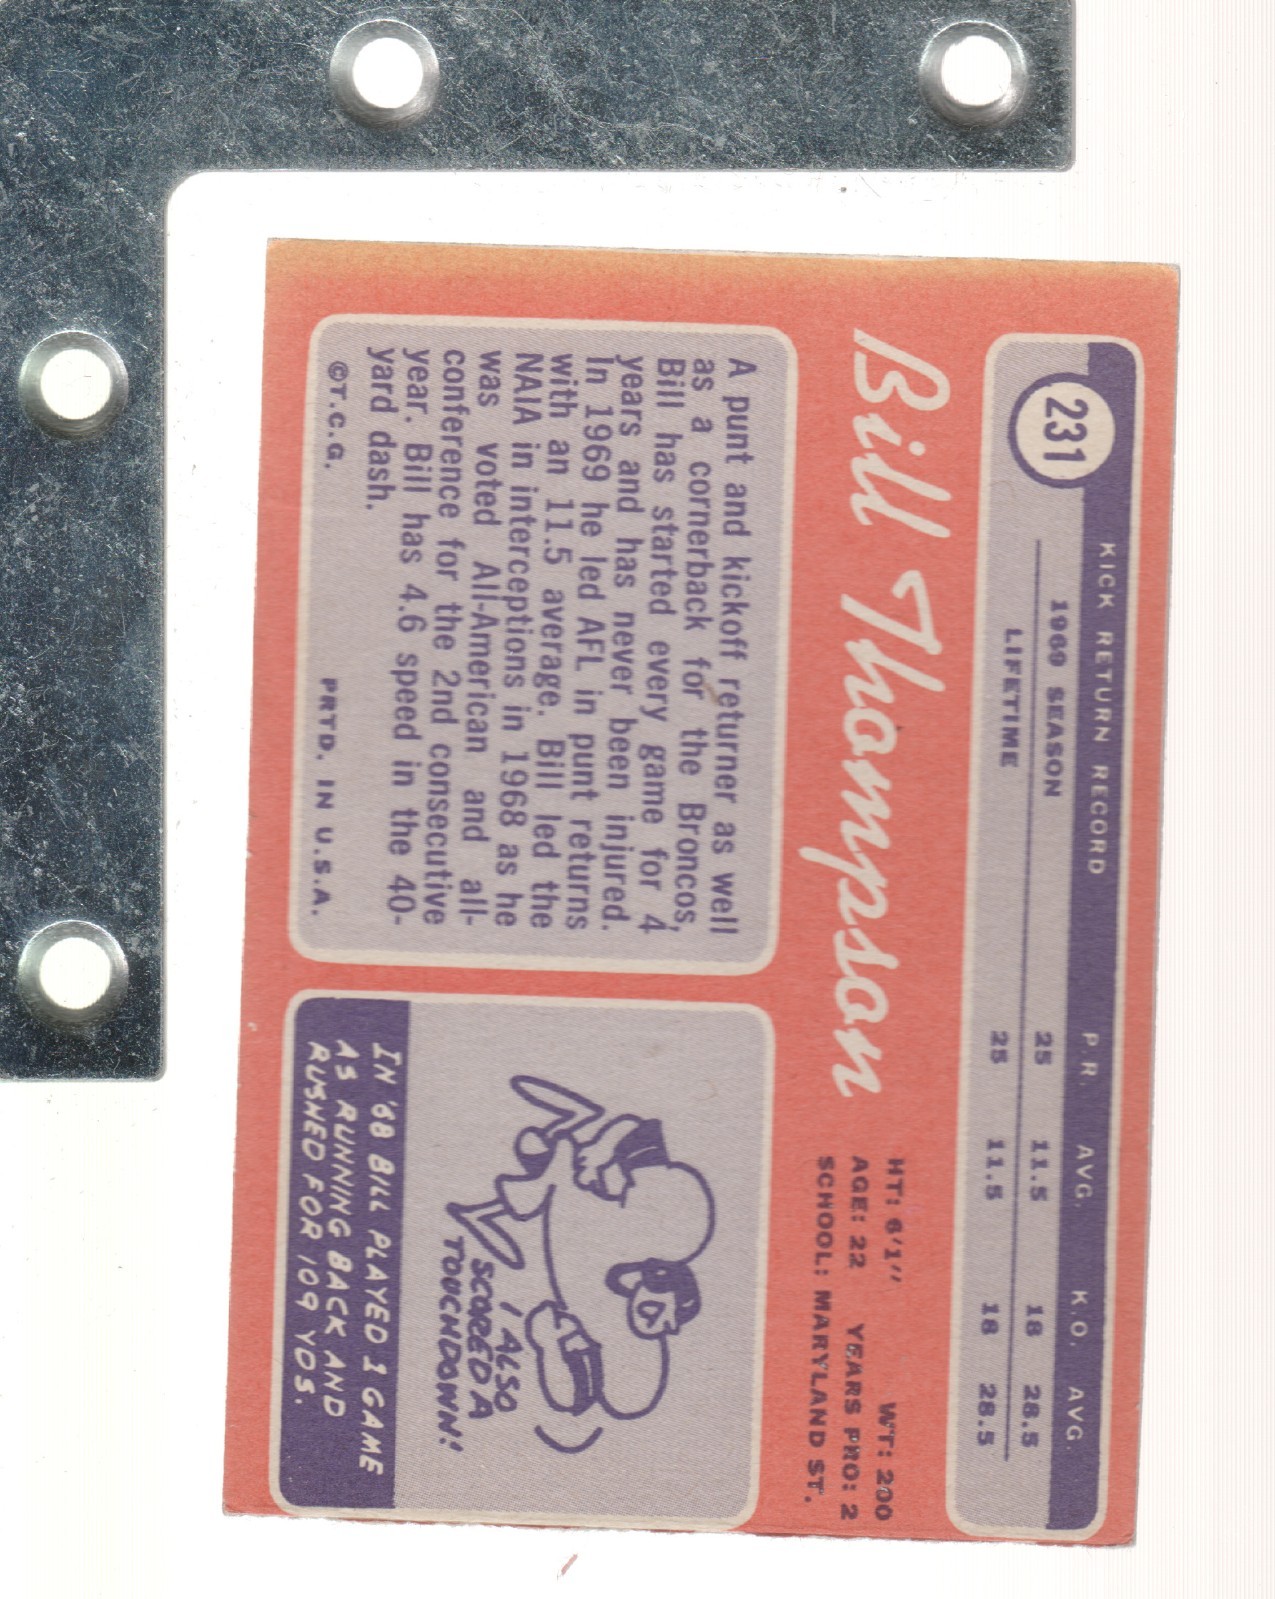 231
KICK RETURN RECORD P.R. AVG. K.O. AVG.
1969 SEASON 25 11.5 18 28.5
LIFETIME 25 11.5 18 28.5
Bill Thompson
HT: 6'1" WT: 200
AGE: 22 YEARS PRO: 2
SCHOOL: MARYLAND ST.
A punt and kickoff returner as well
as a cornerback for the Broncos,
Bill has started every game for 4
years and has never been injured.
In 1969 he led AFL in punt returns
with an 11.5 average. Bill led the
NAIA in interceptions in 1968 as he
was voted All-American and all-
conference for the 2nd consecutive
year. Bill has 4.6 speed in the 40-
yard dash.
©T.C.G. PRTD. IN U.S.A.
I ALSO
SCORED A
TOUCHDOWN!
IN '68 BILL PLAYED 1 GAME
AS RUNNING BACK AND
RUSHED FOR 109 YDS.